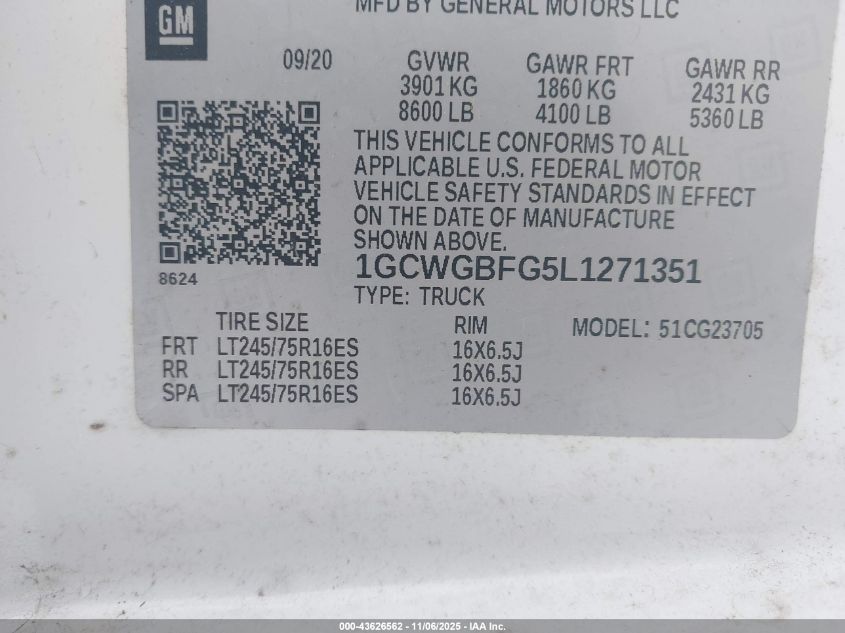 GM
MFD BY GENERAL MOTORS LLC
09/20
GVWR
3901 KG
8600 LB
GAWR FRT
1860 KG
4100 LB
GAWR RR
2431 KG
5360 LB
THIS VEHICLE CONFORMS TO ALL
APPLICABLE U.S. FEDERAL MOTOR
VEHICLE SAFETY STANDARDS IN EFFECT
ON THE DATE OF MANUFACTURE
SHOWN ABOVE.
8624
1GCWGBFG5L1271351
TYPE: TRUCK
TIRE SIZE RIM MODEL: 51CG23705
FRT LT245/75R16ES 16X6.5J
RR LT245/75R16ES 16X6.5J
SPA LT245/75R16ES 16X6.5J
000-43626562 - 11/06/2025 - IAA Inc.